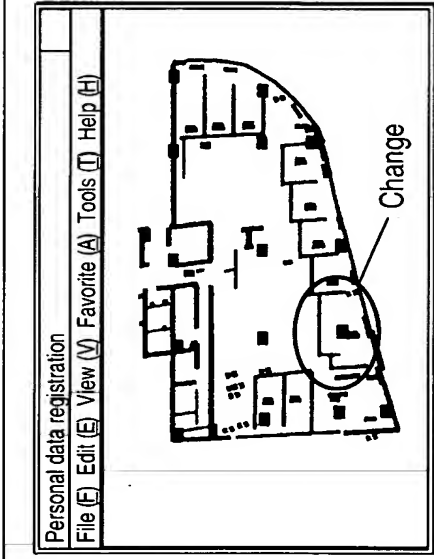 Personal data registration
File (F) Edit (E) View (V) Favorite (A) Tools (T) Help (H)
Change